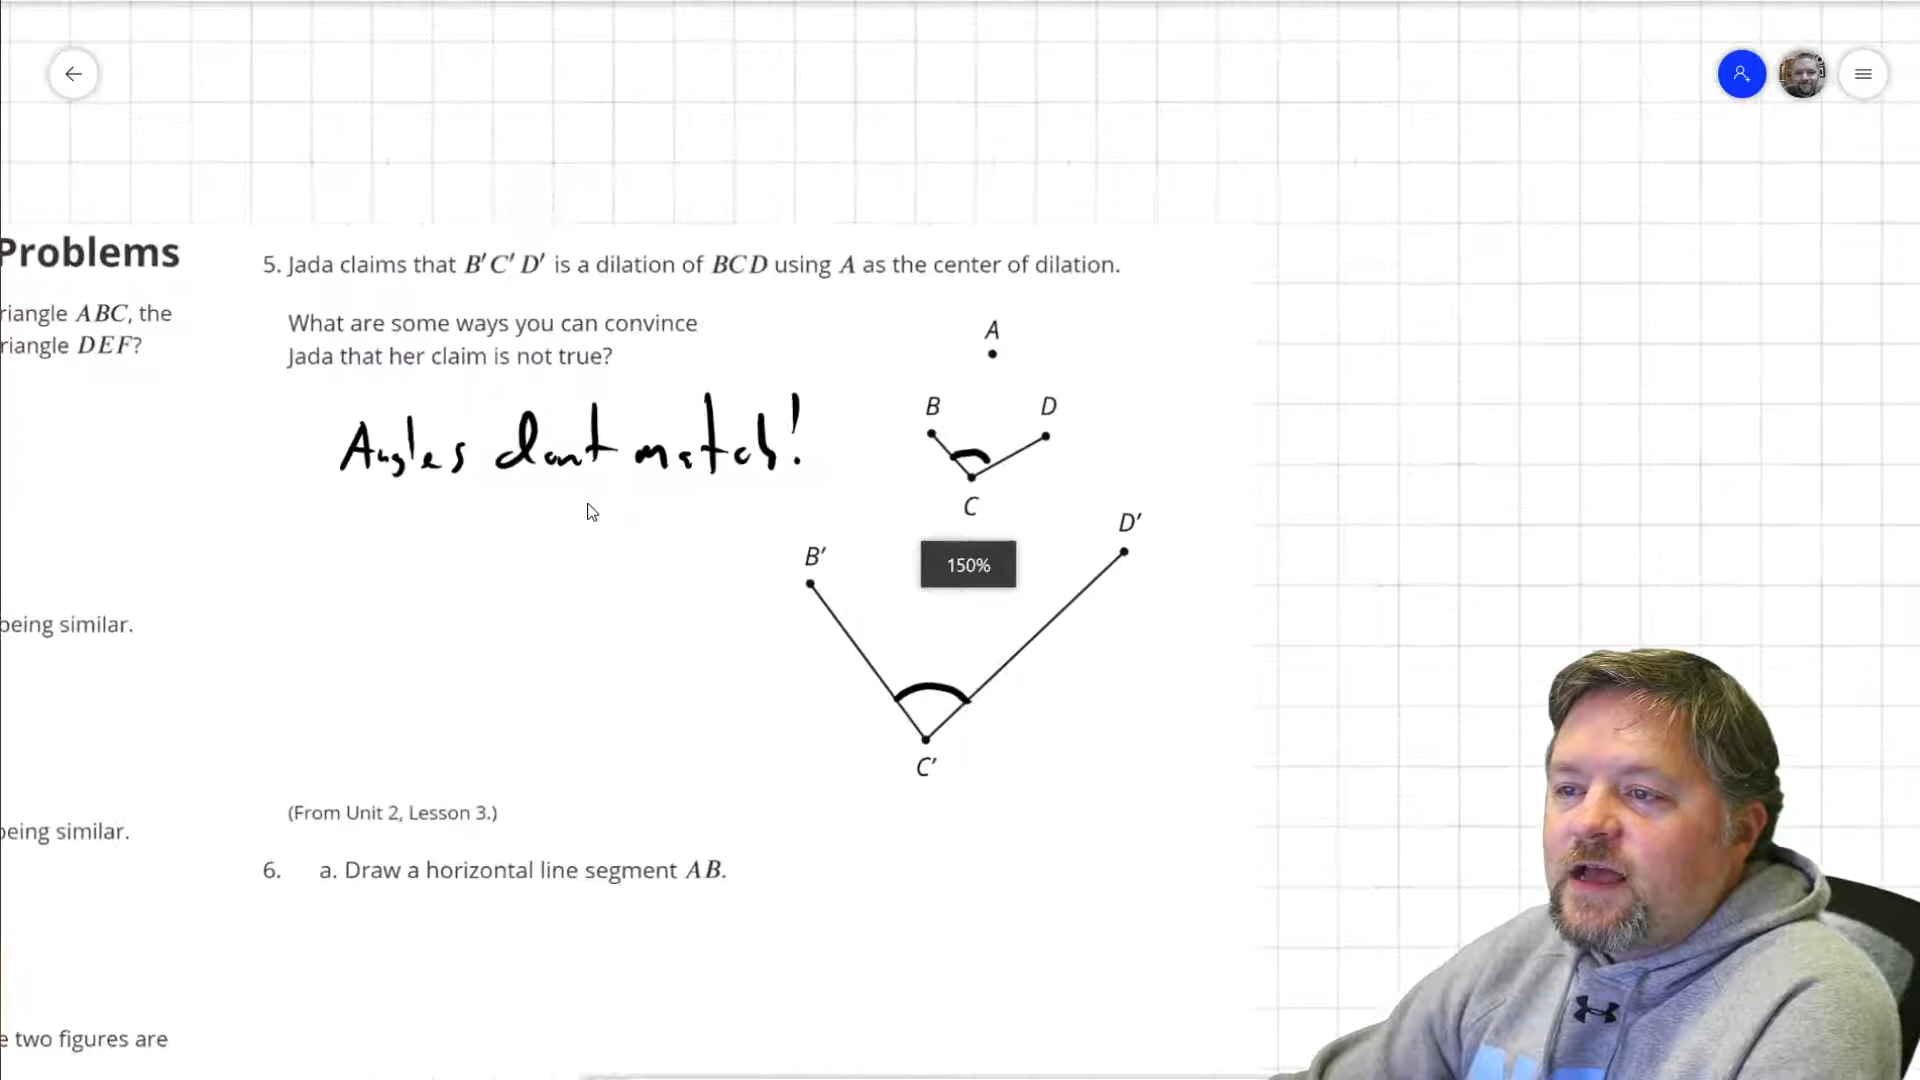 Problems
riangle ABC, the
riangle DEF?
being similar.
being similar.
e two figures are
5. Jada claims that B′C′D′ is a dilation of BCD using A as the center of dilation.
What are some ways you can convince
Jada that her claim is not true?
Angles dont match!
A
B
D
C
D′
B′
150%
C′
(From Unit 2, Lesson 3.)
6. a. Draw a horizontal line segment AB.